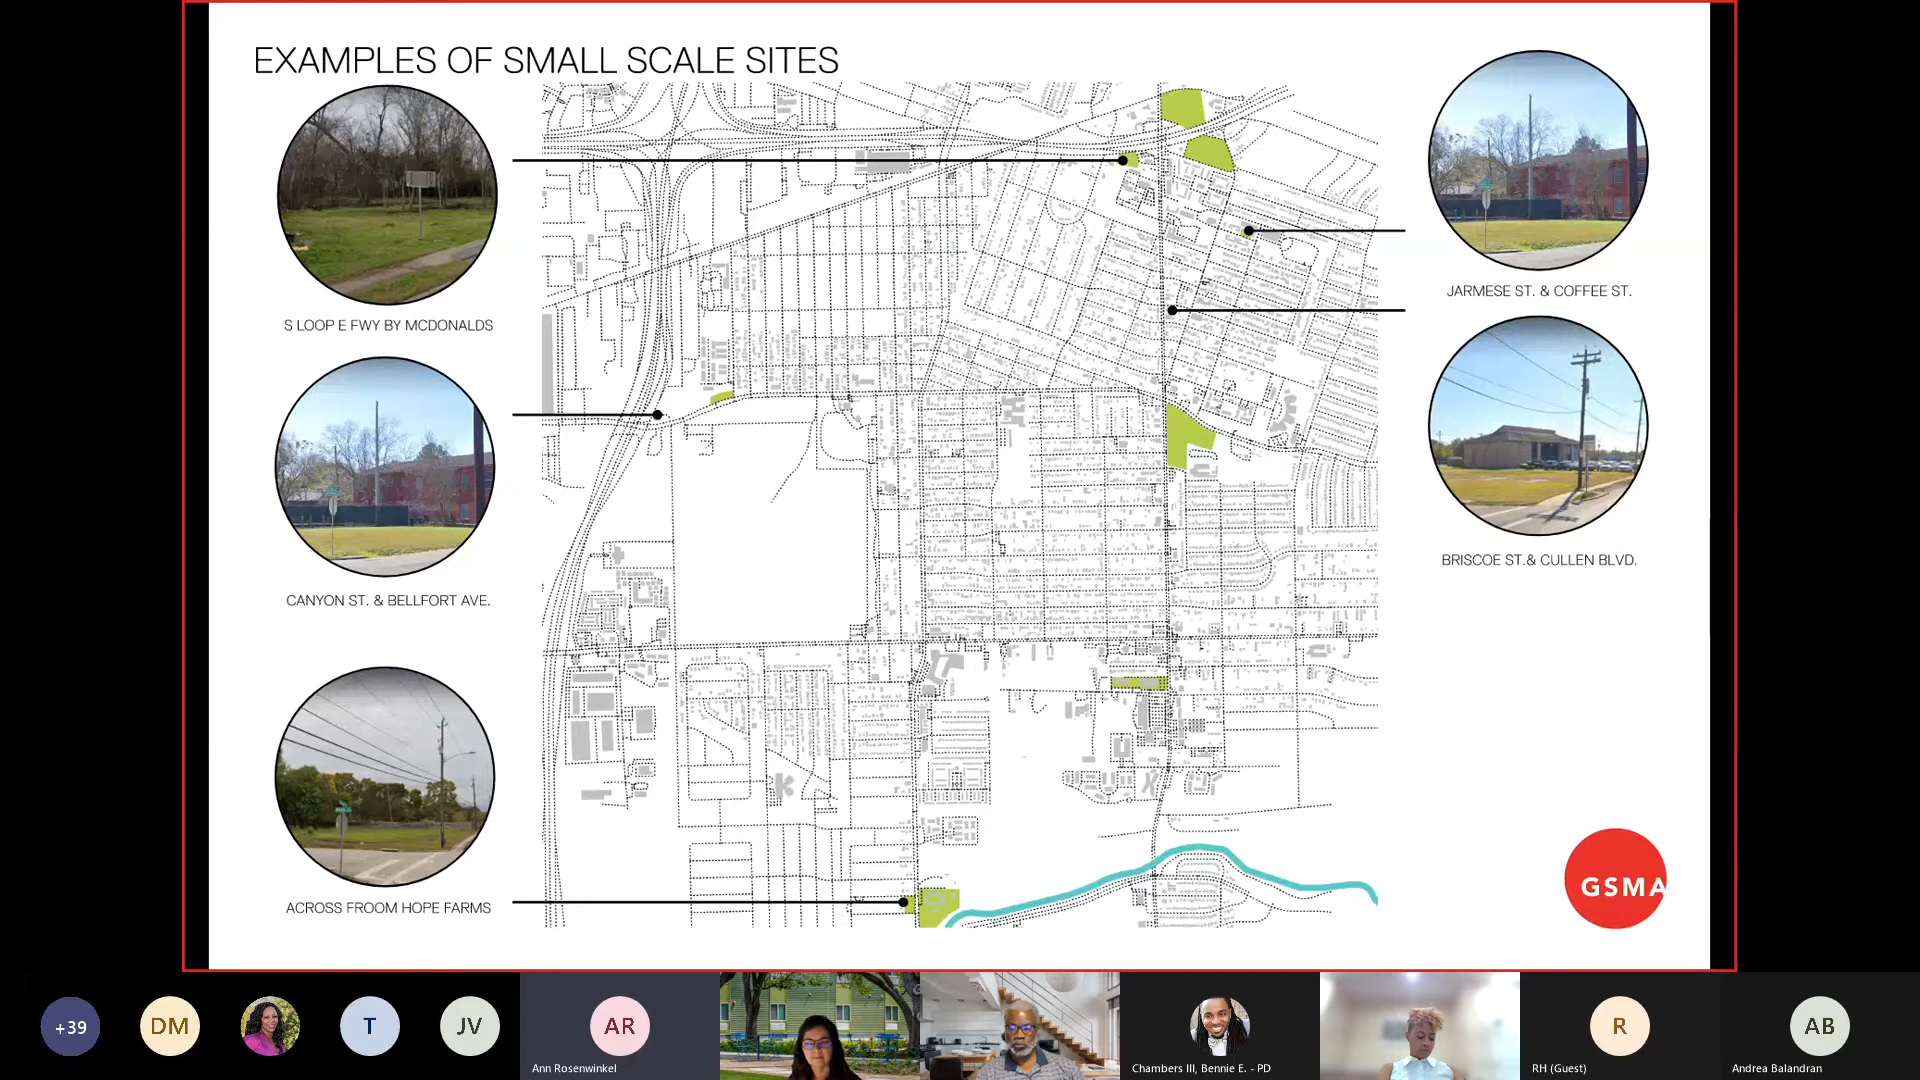 EXAMPLES OF SMALL SCALE SITES
S LOOP E FWY BY MCDONALDS
CANYON ST. & BELLFORT AVE.
ACROSS FROOM HOPE FARMS
JARMESE ST. & COFFEE ST.
BRISCOE ST.& CULLEN BLVD.
GSMA
+39
DM
T
JV
AR
Ann Rosenwinkel
Chambers III, Bennie E. - PD
R
RH (Guest)
AB
Andrea Balandran